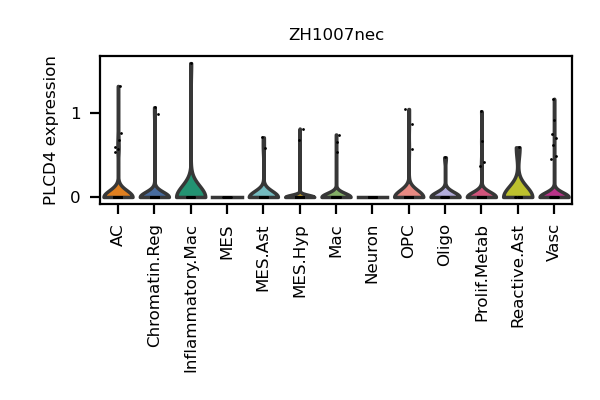 ZH1007nec
PLCD4 expression
1
0
AC
Chromatin.Reg
Inflammatory.Mac
MES
MES.Ast
MES.Hyp
Mac
Neuron
OPC
Oligo
Prolif.Metab
Reactive.Ast
Vasc